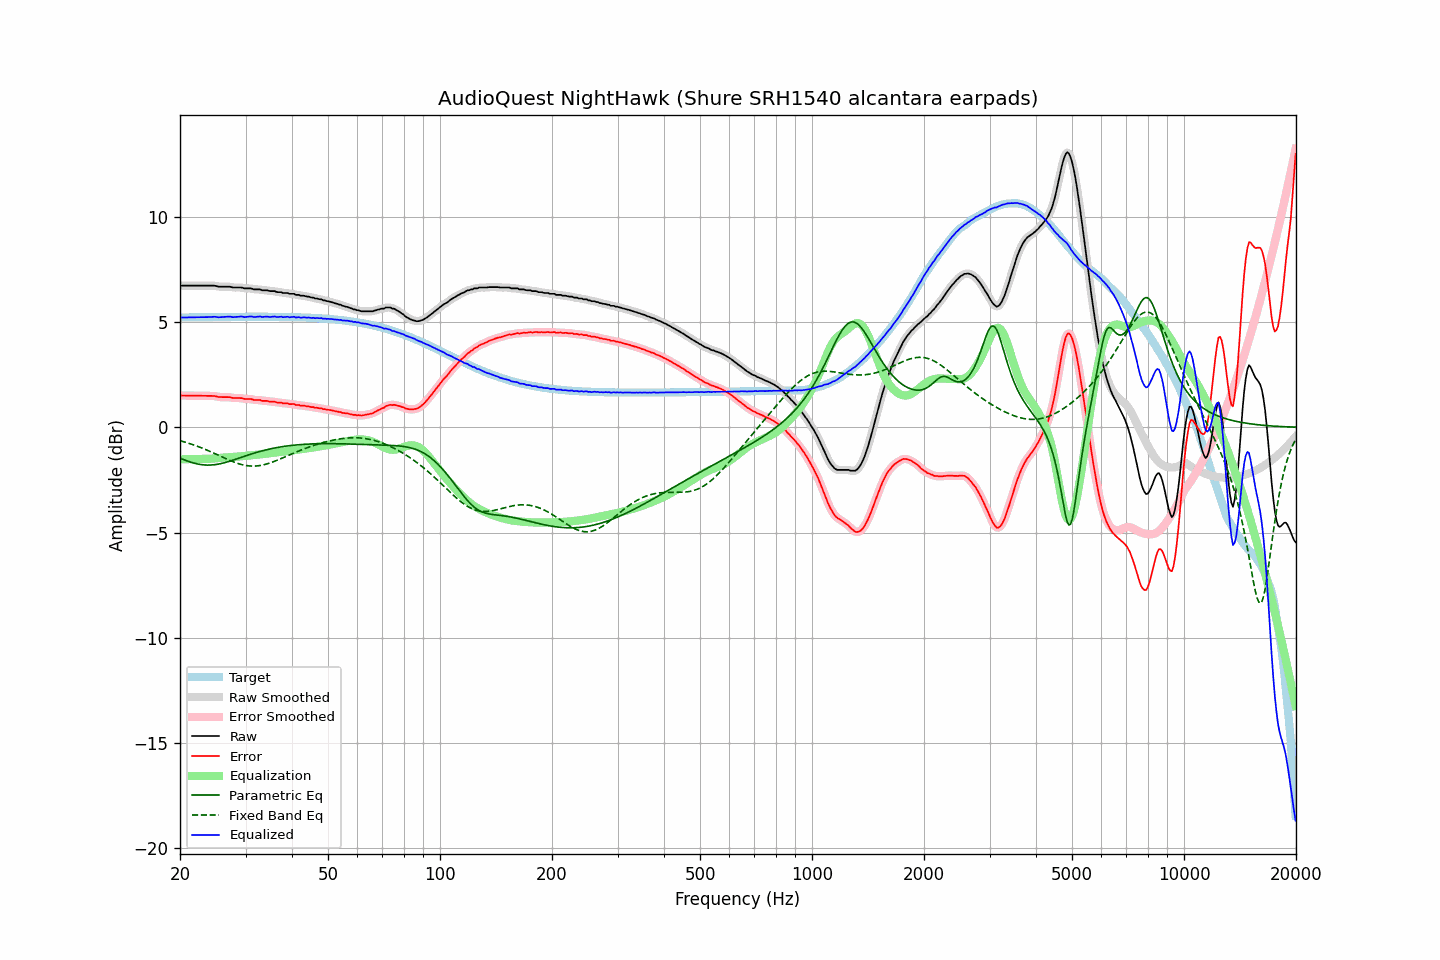 AudioQuest NightHawk (Shure SRH1540 alcantara earpads)
Amplitude (dBr)
10
5
0
−5
−10
−15
−20
Target
Raw Smoothed
Error Smoothed
Raw
Error
Equalization
Parametric Eq
Fixed Band Eq
Equalized
20 50 100 200 500 1000 2000 5000 10000 20000
Frequency (Hz)